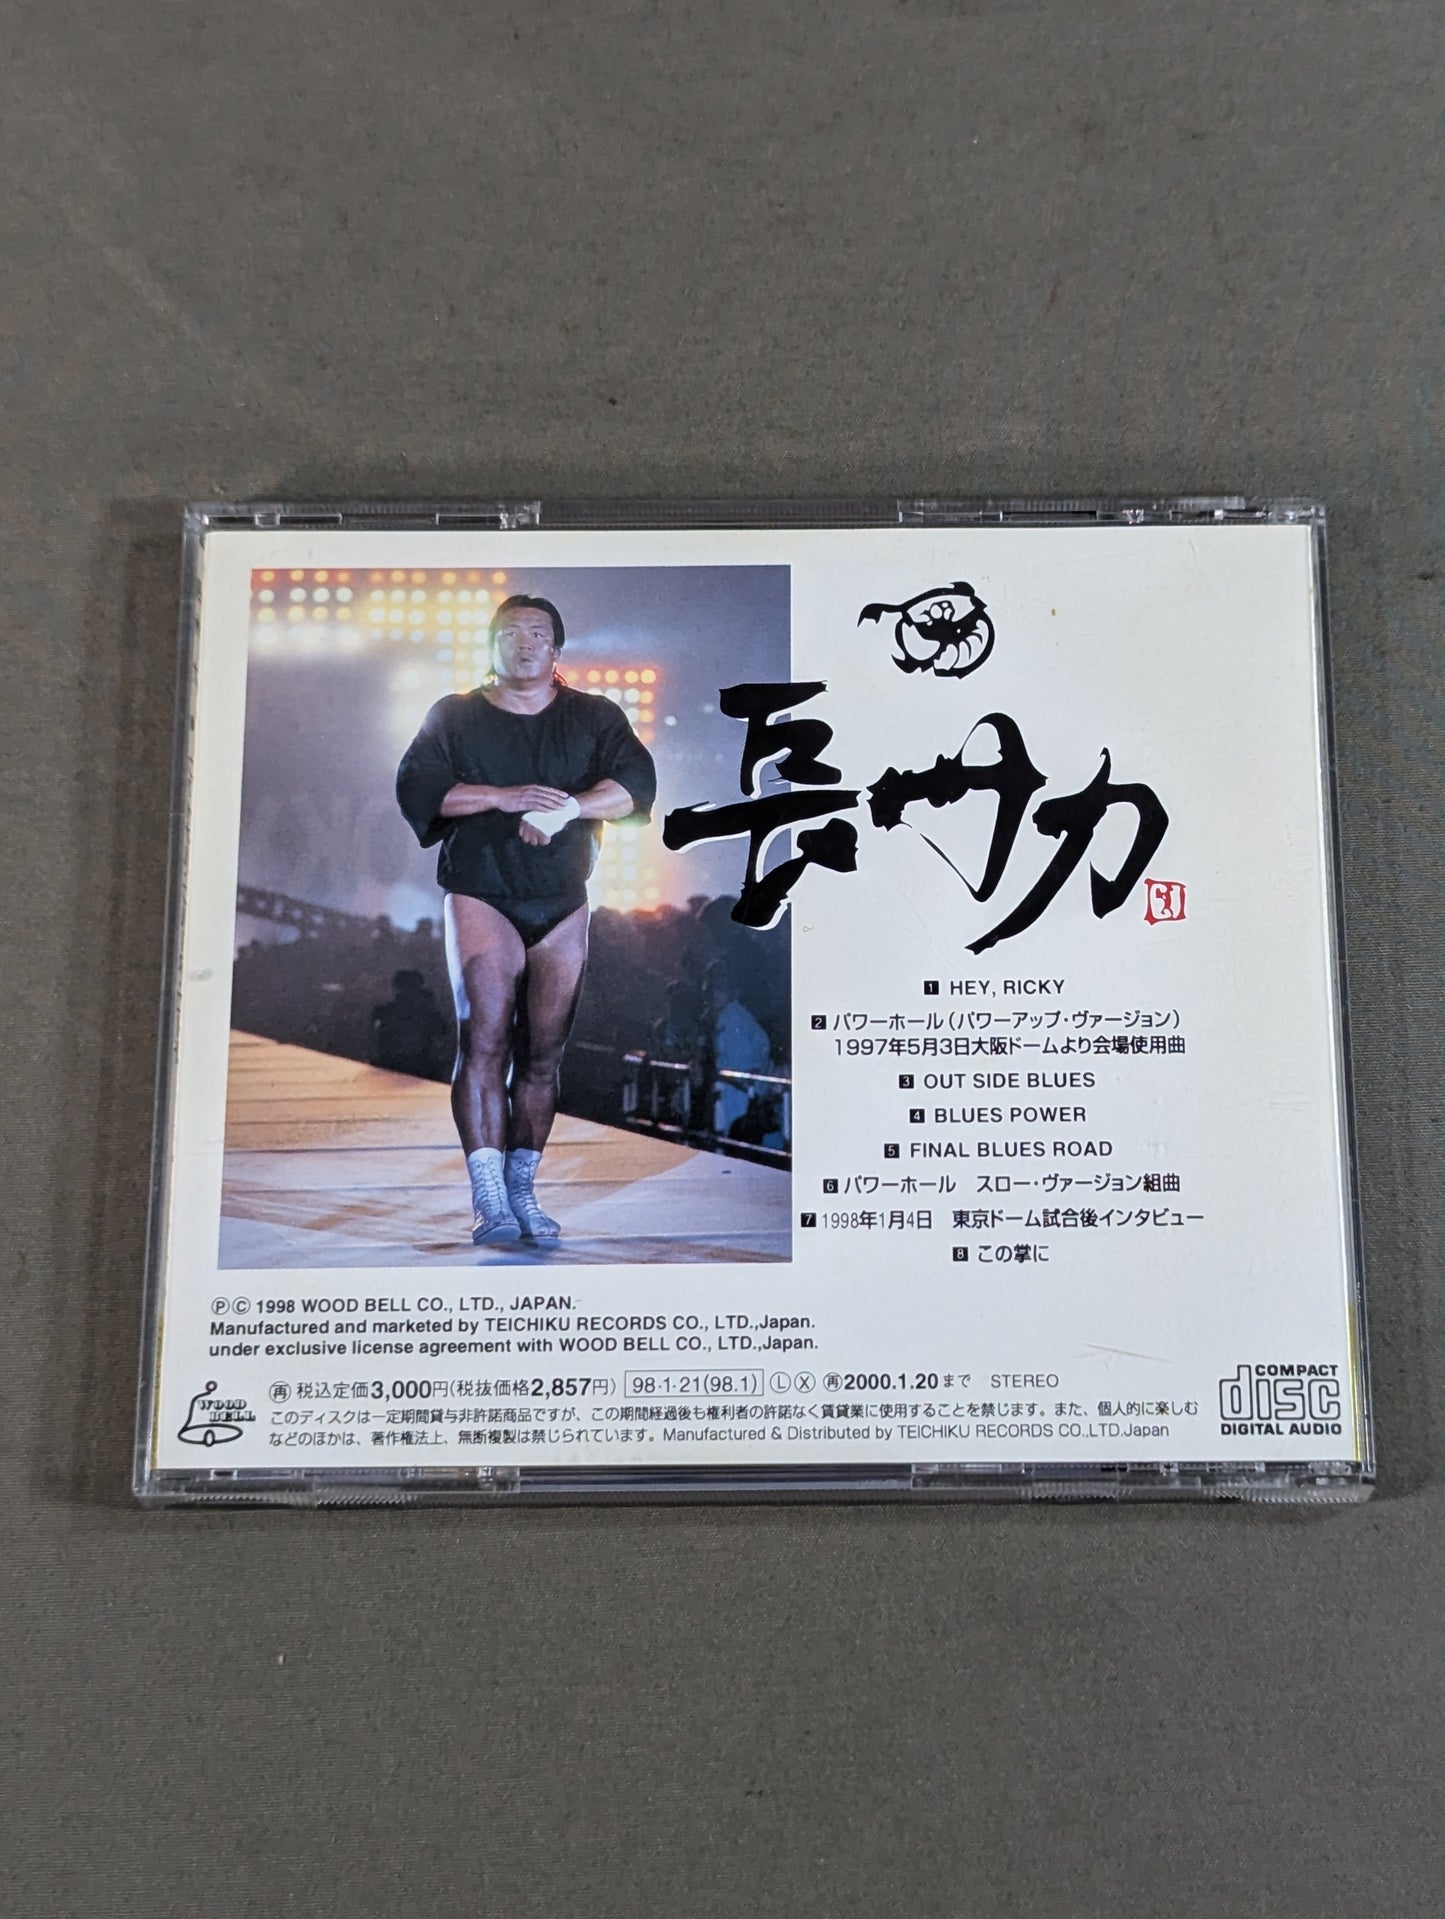 長州力
1 HEY, RICKY
2 パワーホール(パワーアップ・ヴァージョン)
1997年5月3日大阪ドームより会場使用曲
3 OUT SIDE BLUES
4 BLUES POWER
5 FINAL BLUES ROAD
6 パワーホール スロー・ヴァージョン組曲
7 1998年1月4日 東京ドーム試合後インタビュー
8 この掌に
ⓅⒸ 1998 WOOD BELL CO., LTD., JAPAN.
Manufactured and marketed by TEICHIKU RECORDS CO., LTD.,Japan.
under exclusive license agreement with WOOD BELL CO., LTD.,Japan.
WOOD
BELL
再 税込定価3,000円(税抜価格2,857円) 98・1・21(98.1) Ⓛ Ⓧ 再2000.1.20まで STEREO
このディスクは一定期間貸与非許諾商品ですが、この期間経過後も権利者の許諾なく賃貸業に使用することを禁じます。また、個人的に楽しむ
などのほかは、著作権法上、無断複製は禁じられています。Manufactured & Distributed by TEICHIKU RECORDS CO.,LTD.Japan
COMPACT
disc
DIGITAL AUDIO